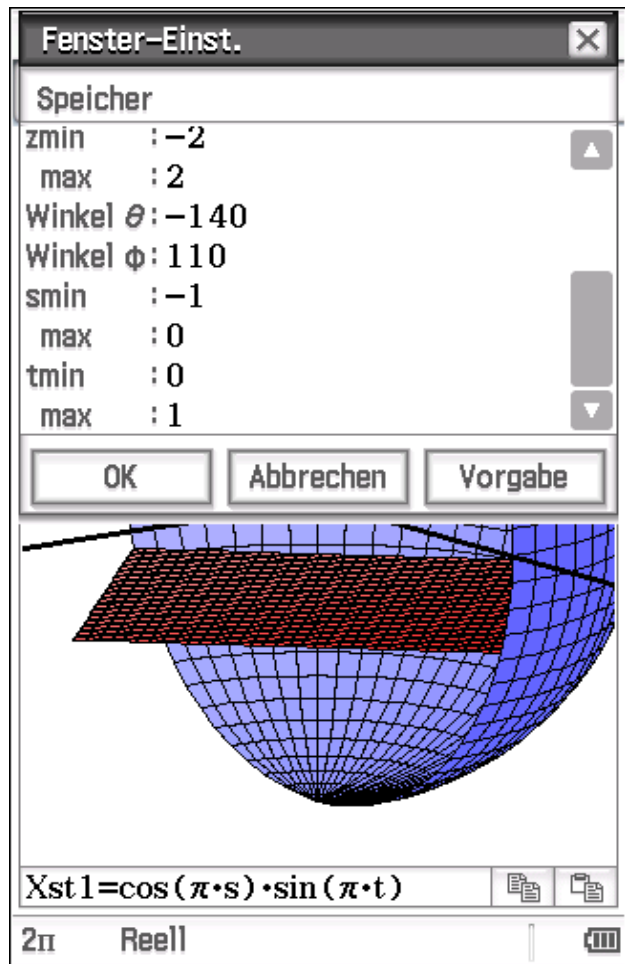 Fenster-Einst.
Speicher
zmin :-2
max :2
Winkel θ:-140
Winkel ϕ:110
smin :-1
max :0
tmin :0
max :1
OK Abbrechen Vorgabe
Xst1=cos(π·s)·sin(π·t)
2π Reell